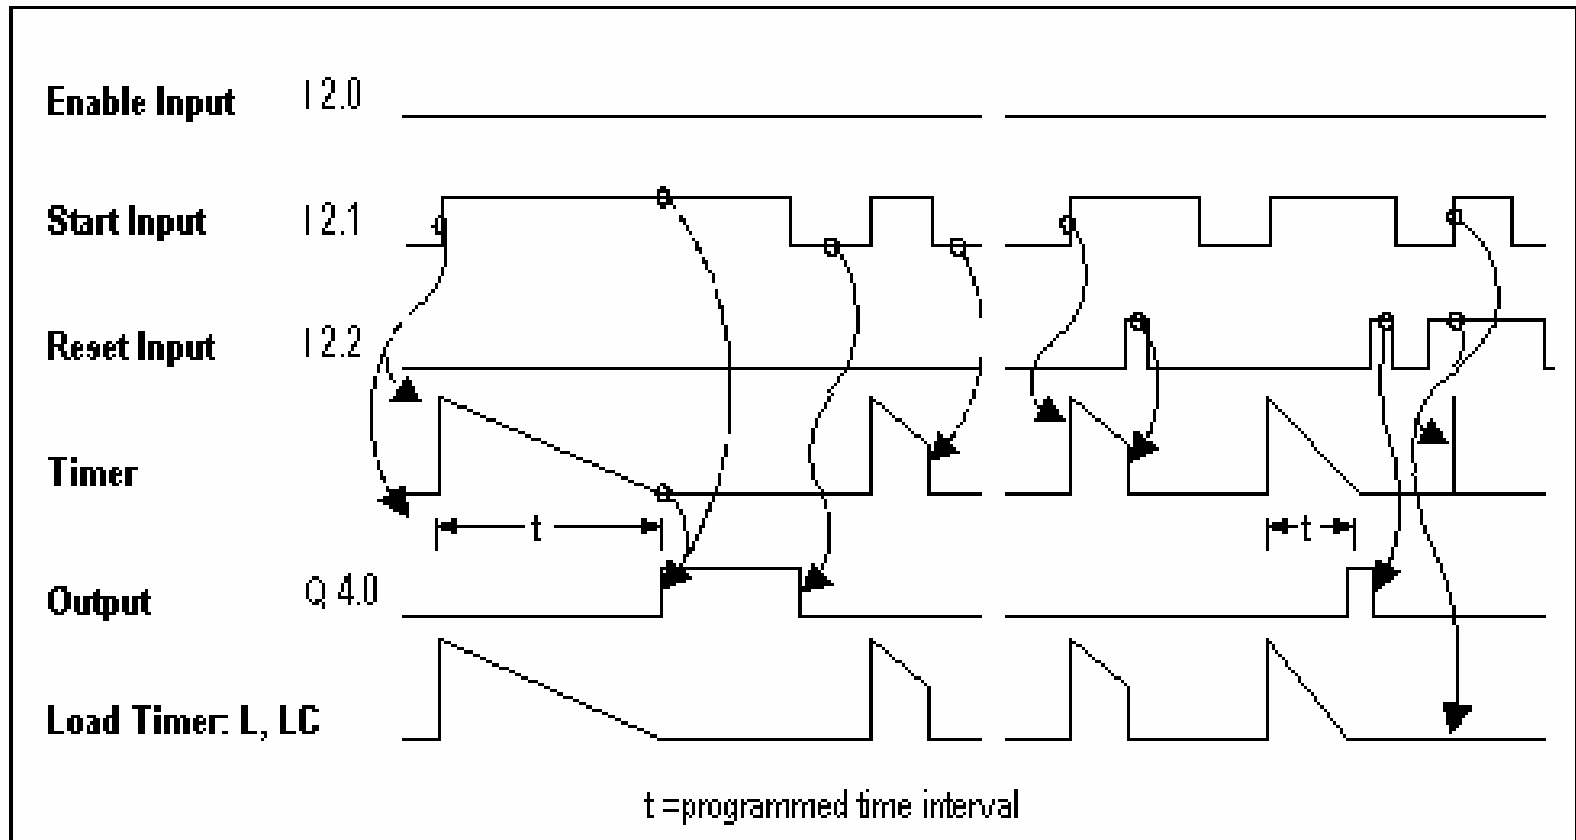 Enable Input I 2.0
Start Input I 2.1
Reset Input I 2.2
Timer
t
t
Output Q 4.0
Load Timer: L, LC
t =programmed time interval